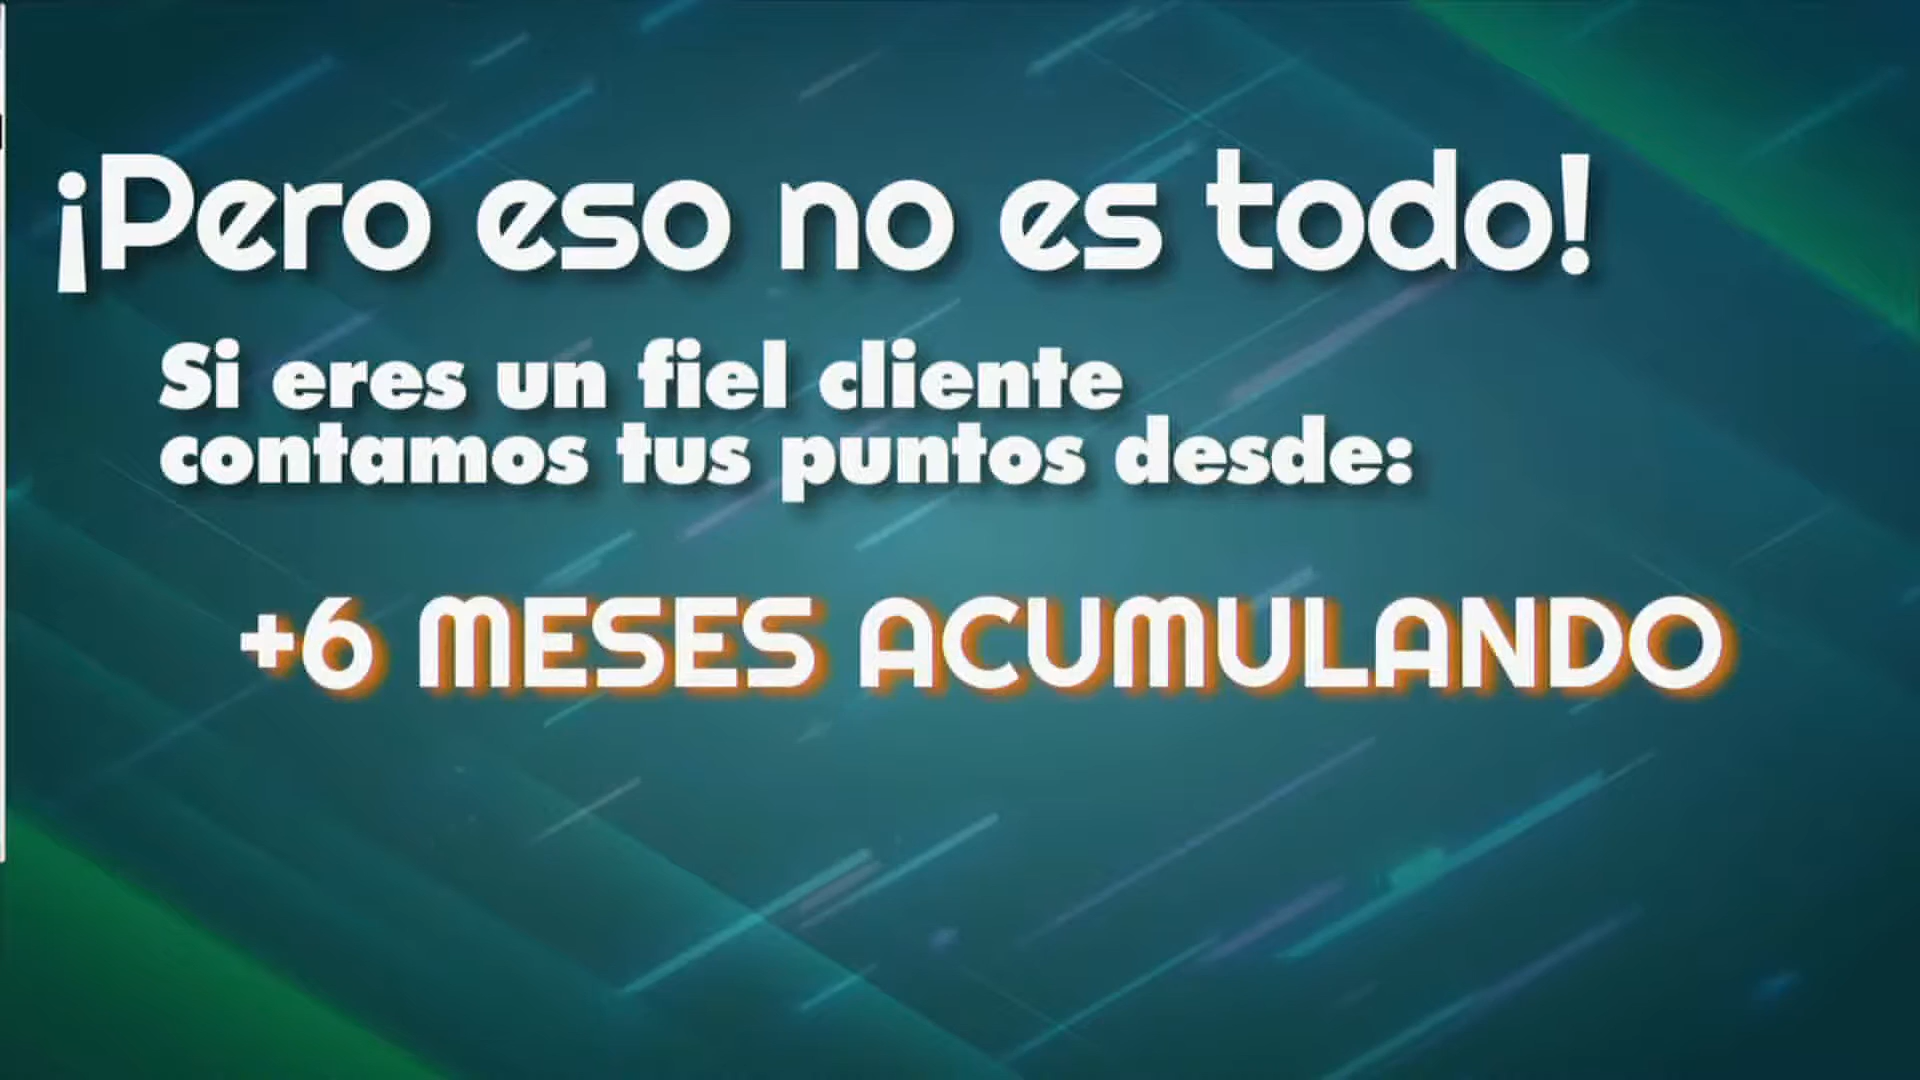 ¡Pero eso no es todo!
Si eres un fiel cliente
contamos tus puntos desde:
+6 MESES ACUMULANDO